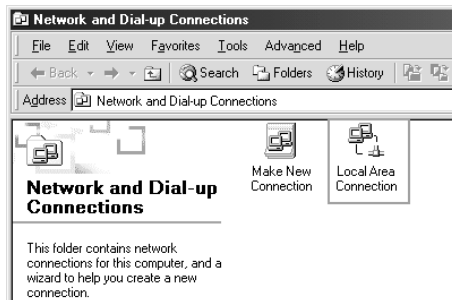 Network and Dial-up Connections
File Edit View Favorites Tools Advanced Help
Back Search Folders History
Address Network and Dial-up Connections
Make New
Connection
Local Area
Connection
Network and Dial-up
Connections
This folder contains network
connections for this computer, and a
wizard to help you create a new
connection.